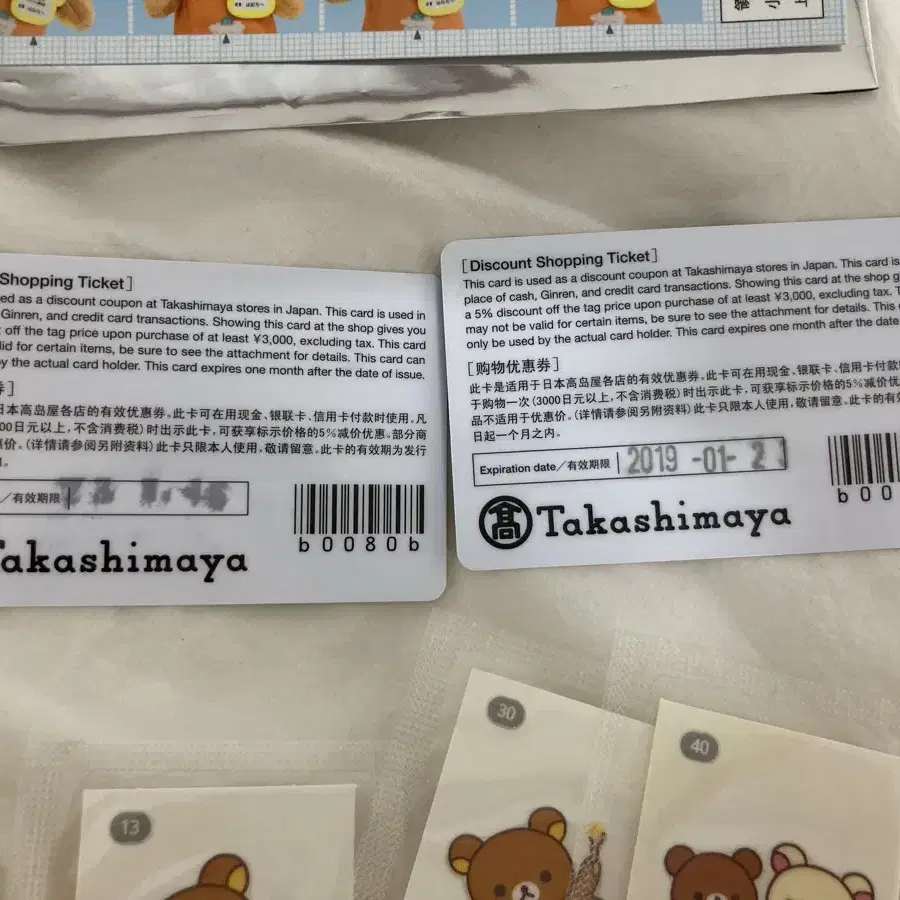 Shopping Ticket]
ed as a discount coupon at Takashimaya stores in Japan. This card is used in
Ginren, and credit card transactions. Showing this card at the shop gives you
off the tag price upon purchase of at least ¥3,000, excluding tax. This card
lid for certain items, be sure to see the attachment for details. This card can
by the actual card holder. This card expires one month after the date of issue.
券]
日本高岛屋各店的有效优惠券。此卡可在用现金、银联卡、信用卡付款时使用。凡
00日元以上,不含消费税)时出示此卡,可获享标示价格的5%减价优惠。部分商
惠价。(详情请参阅另附资料)此卡只限本人使用,敬请留意。此卡的有效期为发行
。
/有效期限
b0080b
Takashimaya
[Discount Shopping Ticket]
This card is used as a discount coupon at Takashimaya stores in Japan. This card is
place of cash, Ginren, and credit card transactions. Showing this card at the shop g
a 5% discount off the tag price upon purchase of at least ¥3,000, excluding tax. T
may not be valid for certain items, be sure to see the attachment for details. This
only be used by the actual card holder. This card expires one month after the date
[购物优惠券]
此卡是适用于日本高岛屋各店的有效优惠券。此卡可在用现金、银联卡、信用卡付款
于购物一次(3000日元以上,不含消费税)时出示此卡,可获享标示价格的5%减价优
品不适用于优惠价。(详情请参阅另附资料)此卡只限本人使用,敬请留意。此卡的有效
日起一个月之内。
Expiration date/有效期限 2019 -01- 2
b00
高 Takashimaya
13
30
40